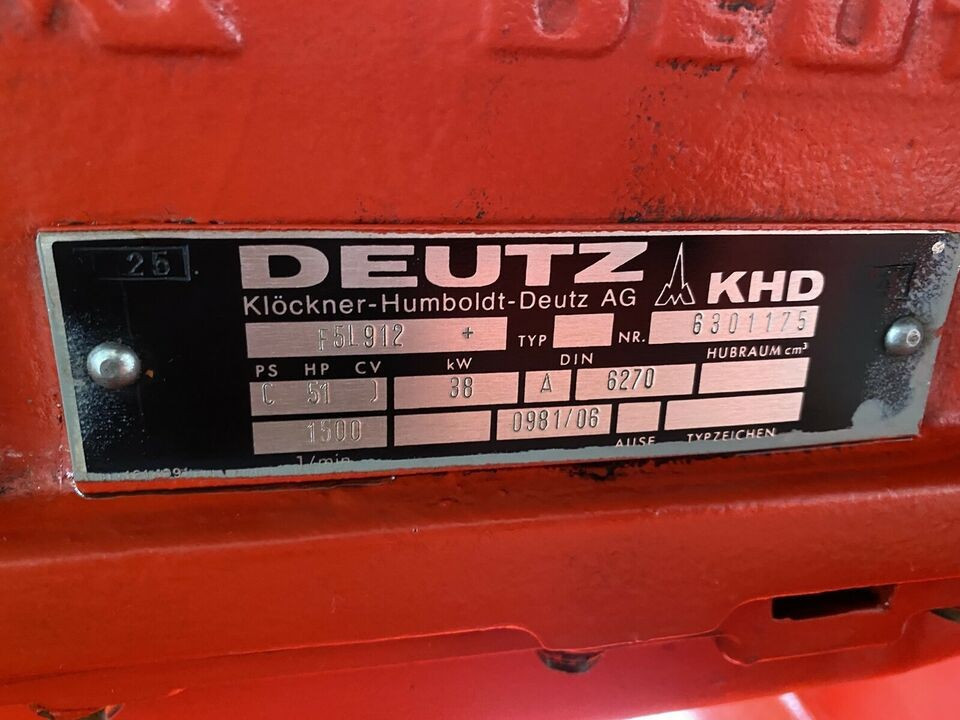 DEUTZ
25
DEUTZ KHD
Klöckner-Humboldt-Deutz AG
F5L912 + TYP NR. 6301175
PS HP CV kW DIN HUBRAUM cm³
( 51 ) 38 A 6270
1500 0981/06
1/min AUSF TYPZEICHEN